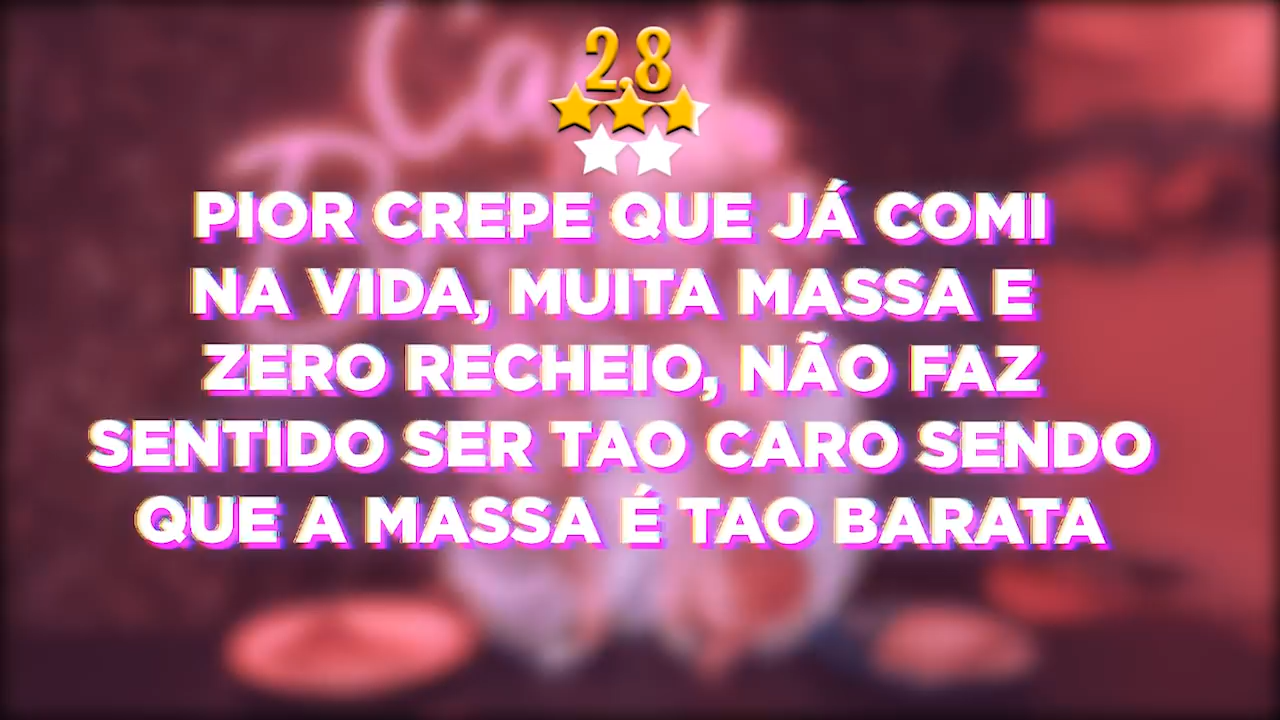 2,8
PIOR CREPE QUE JÁ COMI
NA VIDA, MUITA MASSA E
ZERO RECHEIO, NÃO FAZ
SENTIDO SER TAO CARO SENDO
QUE A MASSA É TAO BARATA